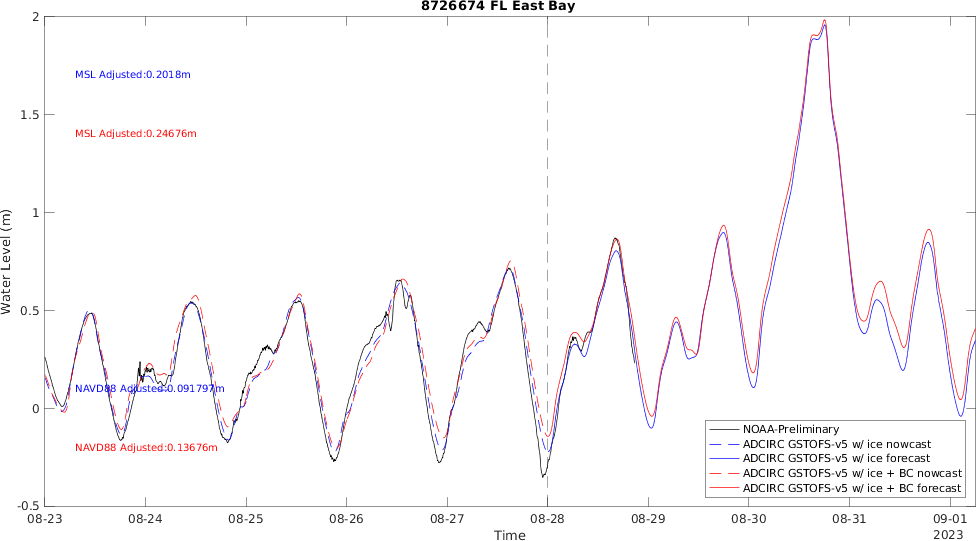 8726674 FL East Bay
2
1.5
1
0.5
0
-0.5
Water Level (m)
MSL Adjusted:0.2018m
MSL Adjusted:0.24676m
NAVD88 Adjusted:0.091797m
NAVD88 Adjusted:0.13676m
NOAA-Preliminary
ADCIRC GSTOFS-v5 w/ ice nowcast
ADCIRC GSTOFS-v5 w/ ice forecast
ADCIRC GSTOFS-v5 w/ ice + BC nowcast
ADCIRC GSTOFS-v5 w/ ice + BC forecast
08-23 08-24 08-25 08-26 08-27 08-28 08-29 08-30 08-31 09-01
Time
2023